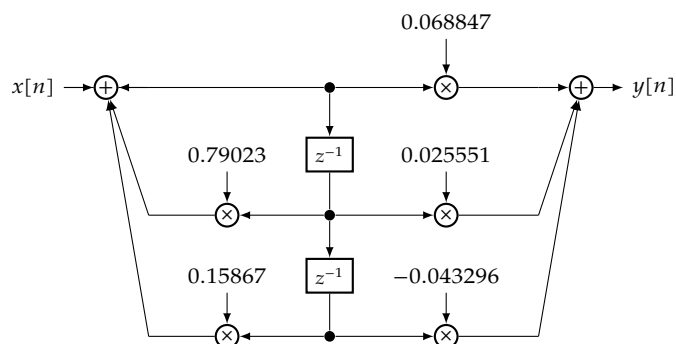 0.068847
x[n] + × + y[n]
z⁻¹
0.79023 0.025551
× ×
z⁻¹
0.15867 −0.043296
× ×